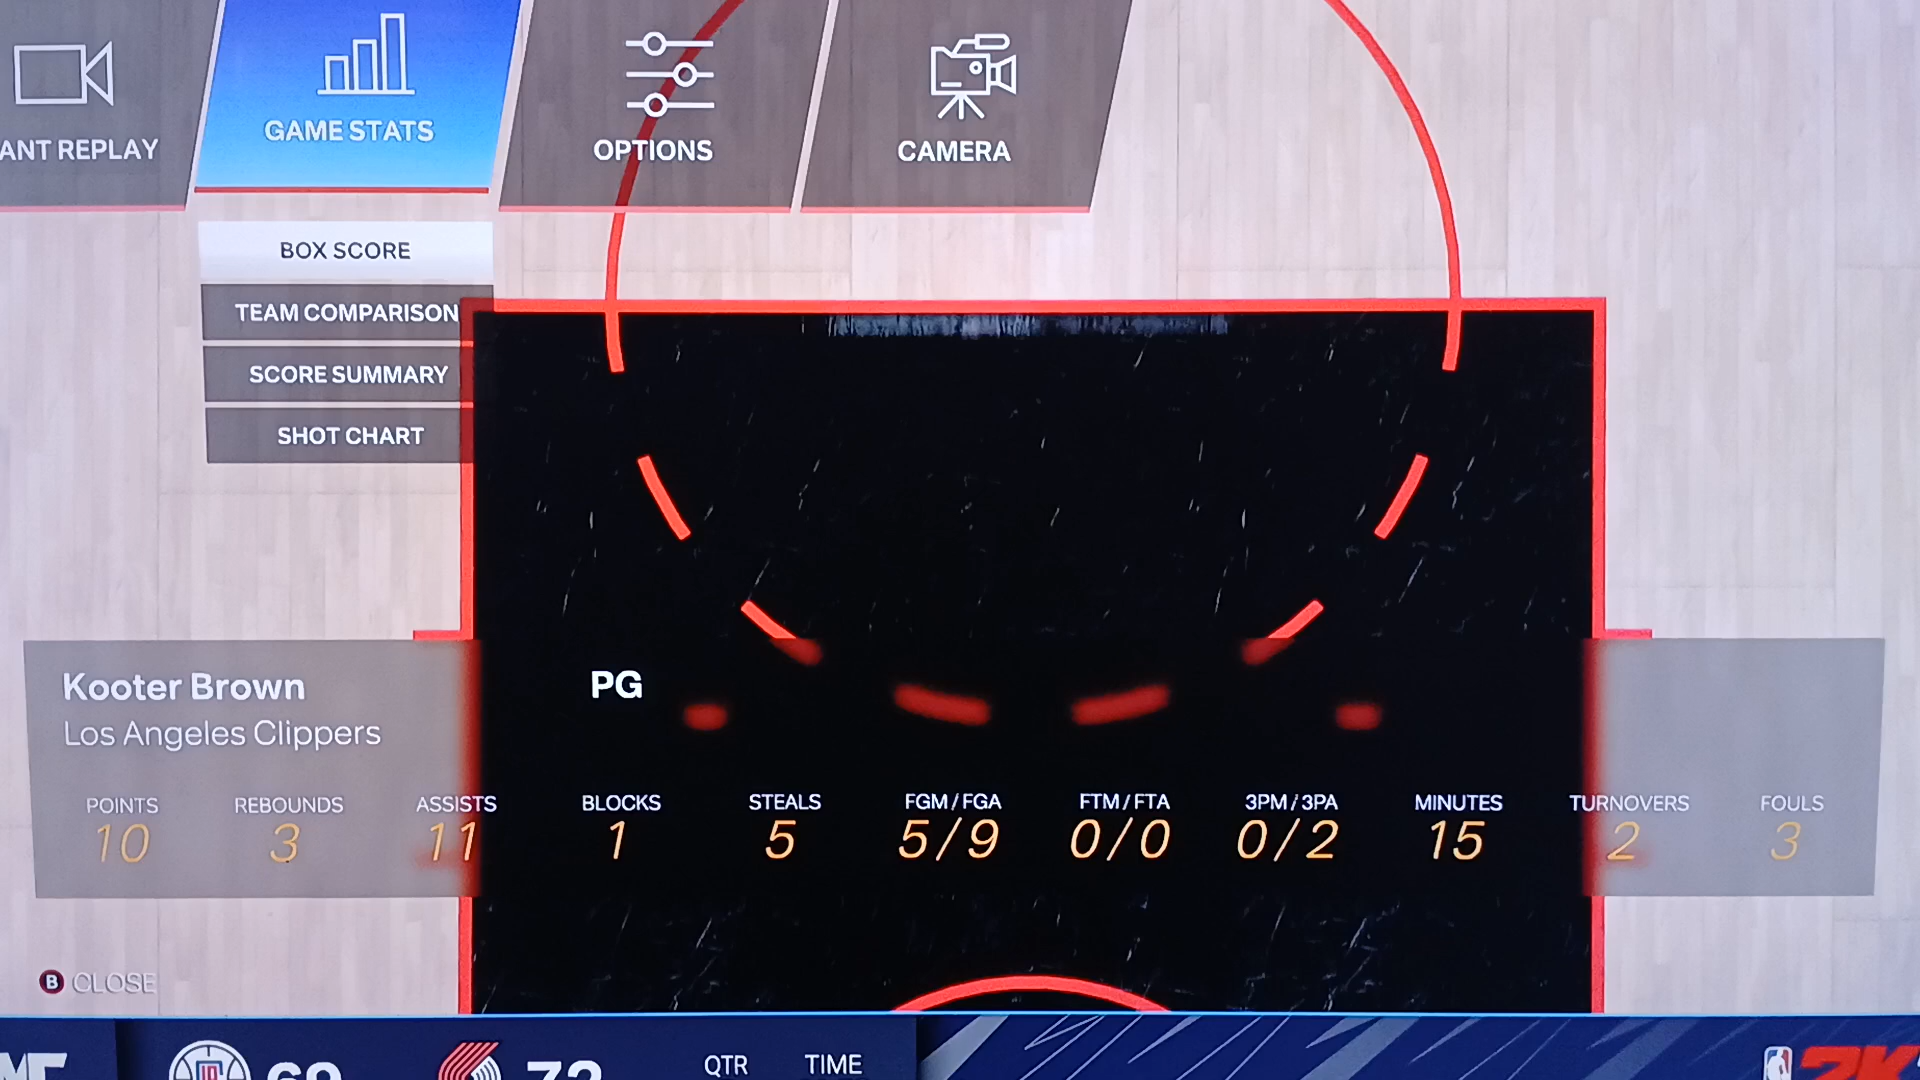 ANT REPLAY
GAME STATS
OPTIONS
CAMERA
BOX SCORE
TEAM COMPARISON
SCORE SUMMARY
SHOT CHART
Kooter Brown
Los Angeles Clippers
PG
POINTS REBOUNDS ASSISTS BLOCKS STEALS FGM/FGA FTM/FTA 3PM/3PA MINUTES TURNOVERS FOULS
10 3 11 1 5 5/9 0/0 0/2 15 2 3
B CLOSE
QTR TIME
2K